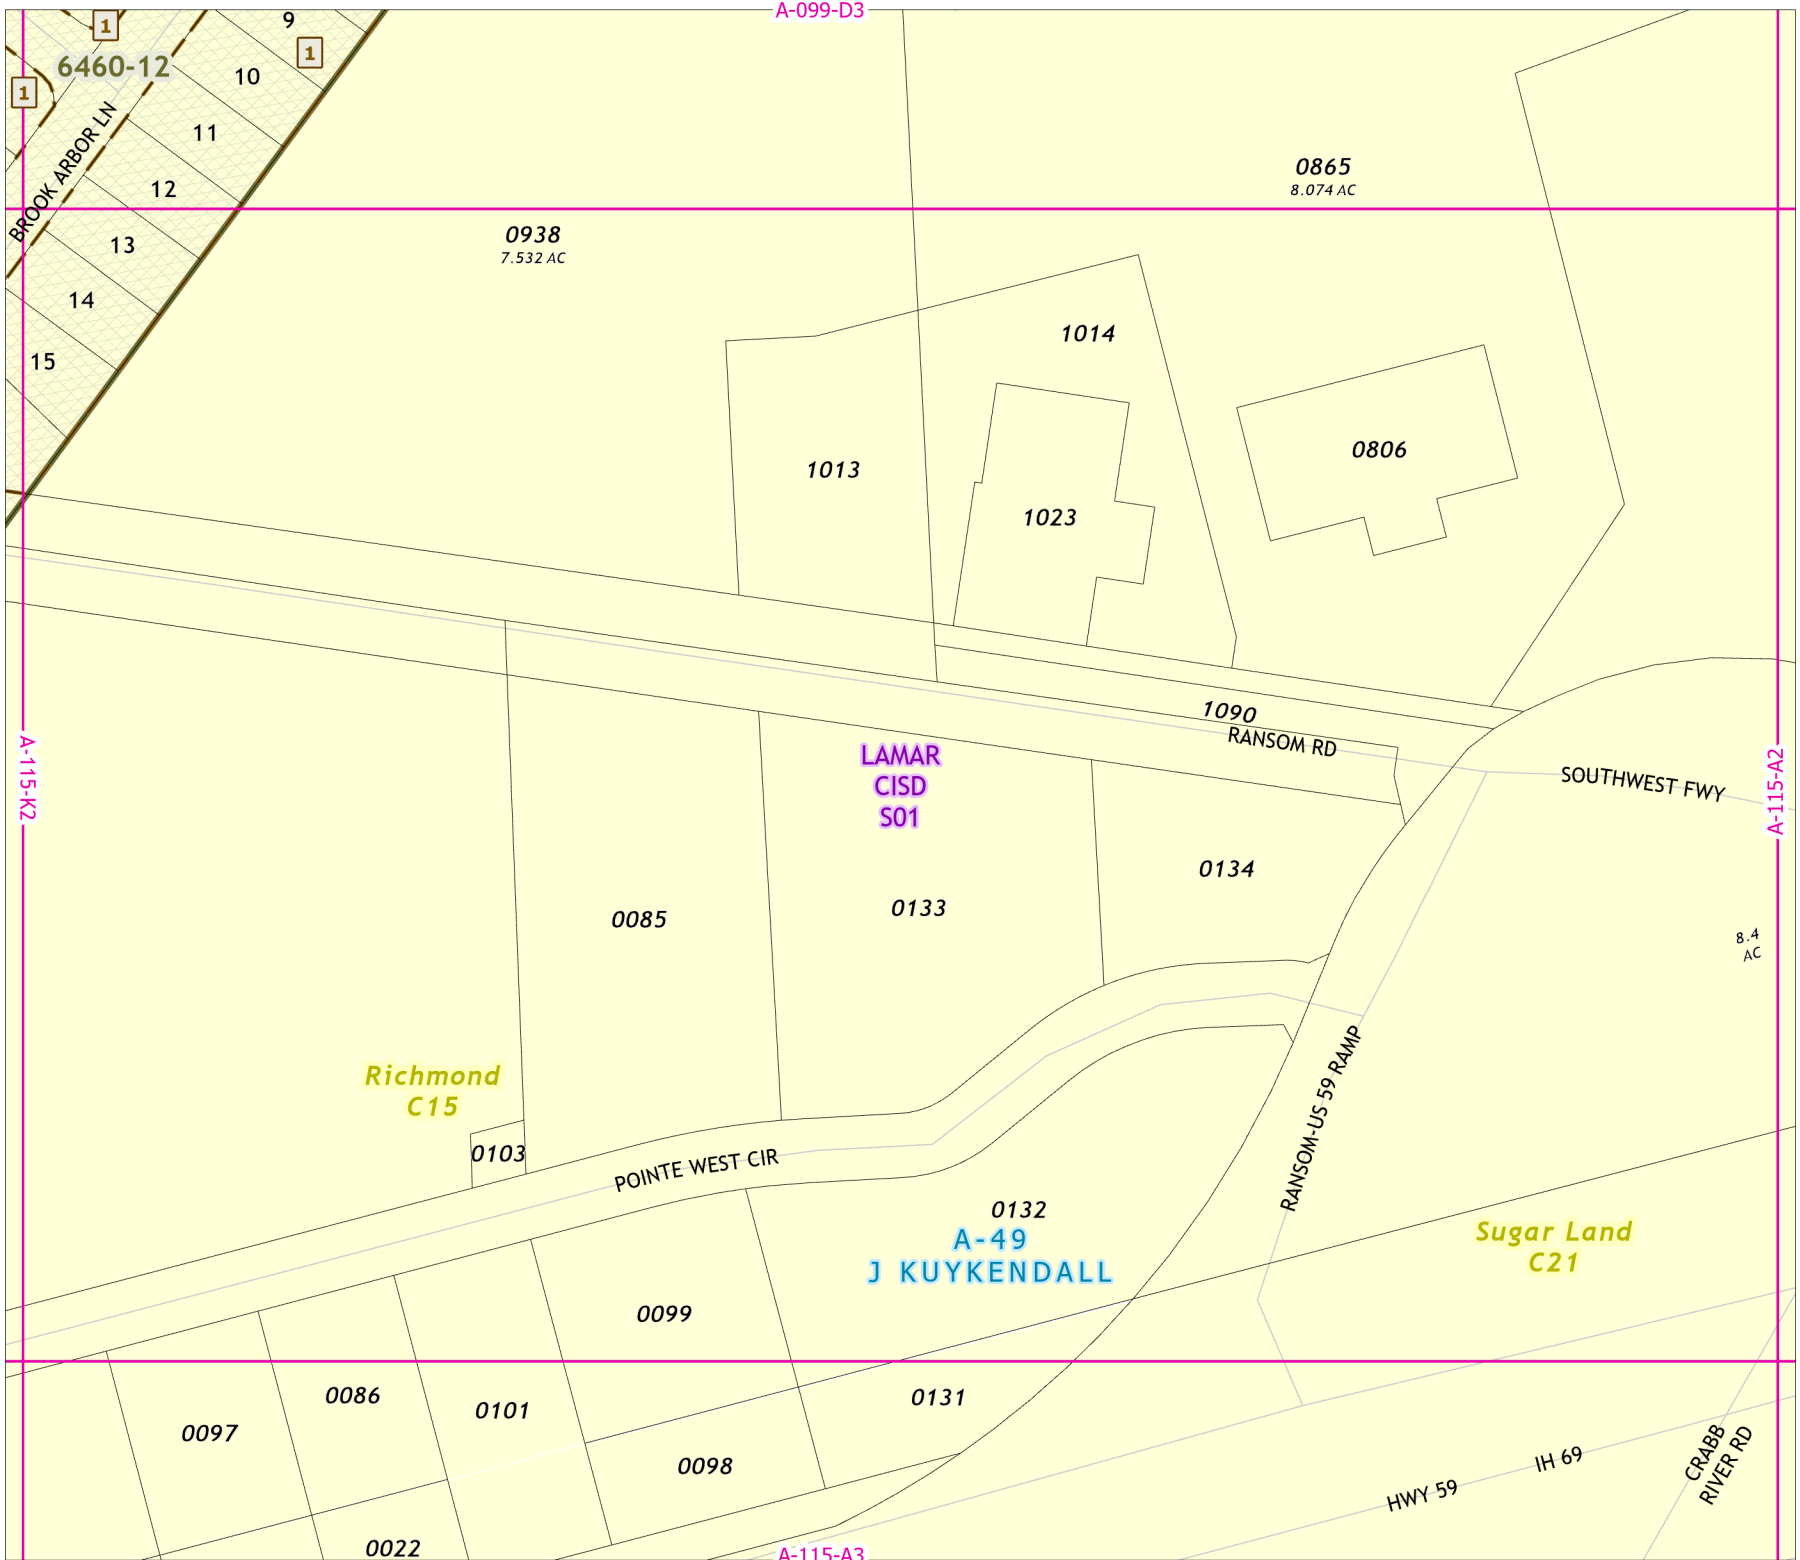 A-099-D3
1
9
1
6460-12
10
1
BROOK ARBOR LN
11
12
13
14
15
0865
8.074 AC
0938
7.532 AC
1014
1013
1023
0806
1090
RANSOM RD
SOUTHWEST FWY
A-115-K2
A-115-A2
LAMAR
CISD
S01
0134
0133
0085
8.4
AC
Richmond
C15
0103
POINTE WEST CIR
RANSOM-US 59 RAMP
0132
A-49
J KUYKENDALL
Sugar Land
C21
0099
0086
0101
0097
0131
0098
0022
HWY 59
IH 69
CRABB
RIVER RD
A-115-A3